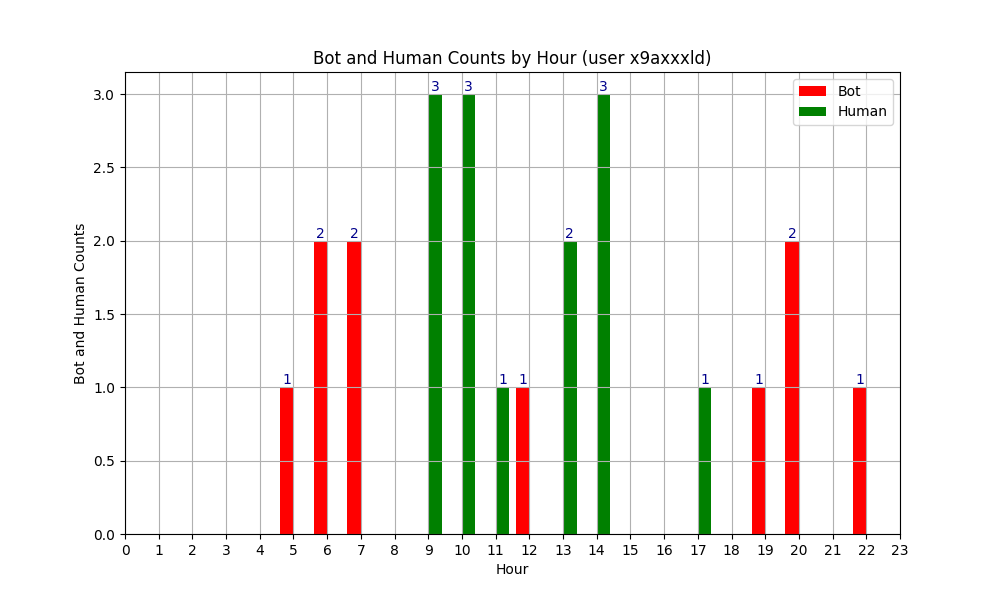 Bot and Human Counts by Hour (user x9axxxld)
Bot
Human
Bot and Human Counts
3.0
2.5
2.0
1.5
1.0
0.5
0.0
1 2 2 3 3 1 1 2 3 1 1 2 1
0 1 2 3 4 5 6 7 8 9 10 11 12 13 14 15 16 17 18 19 20 21 22 23
Hour